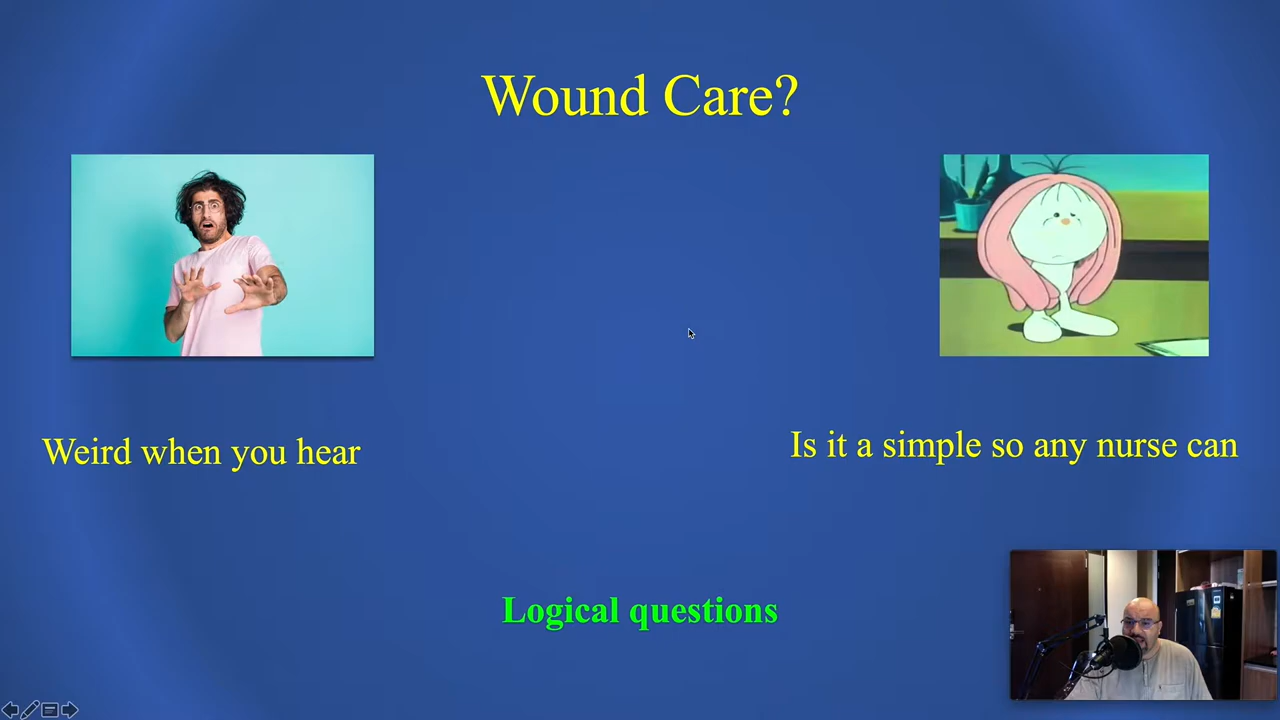 Wound Care?
Weird when you hear
Is it a simple so any nurse can
Logical questions